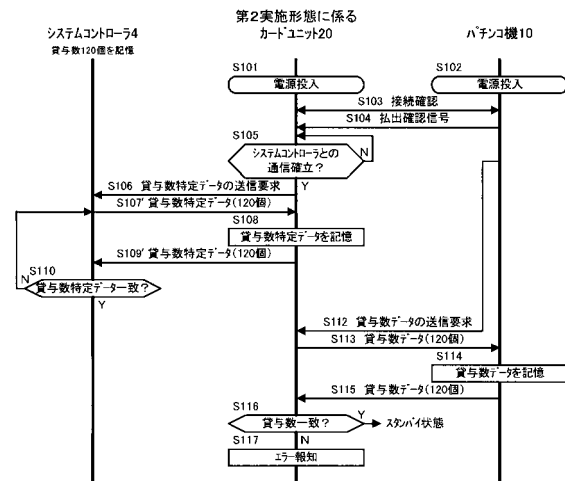 第2実施形態に係る
システムコントローラ4
カードユニット20
パチンコ機10
貸与数120個を記憶
S101
電源投入
S102
電源投入
S103 接続確認
S104 払出確認信号
S105
システムコントローラとの
通信確立?
N
Y
S106 貸与数特定データの送信要求
S107' 貸与数特定データ(120個)
S108
貸与数特定データを記憶
S109' 貸与数特定データ(120個)
S110
N
貸与数特定データ一致?
Y
S112 貸与数データの送信要求
S113 貸与数データ(120個)
S114
貸与数データを記憶
S115 貸与数データ(120個)
S116
貸与数一致?
Y
スタンバイ状態
N
S117
エラー報知